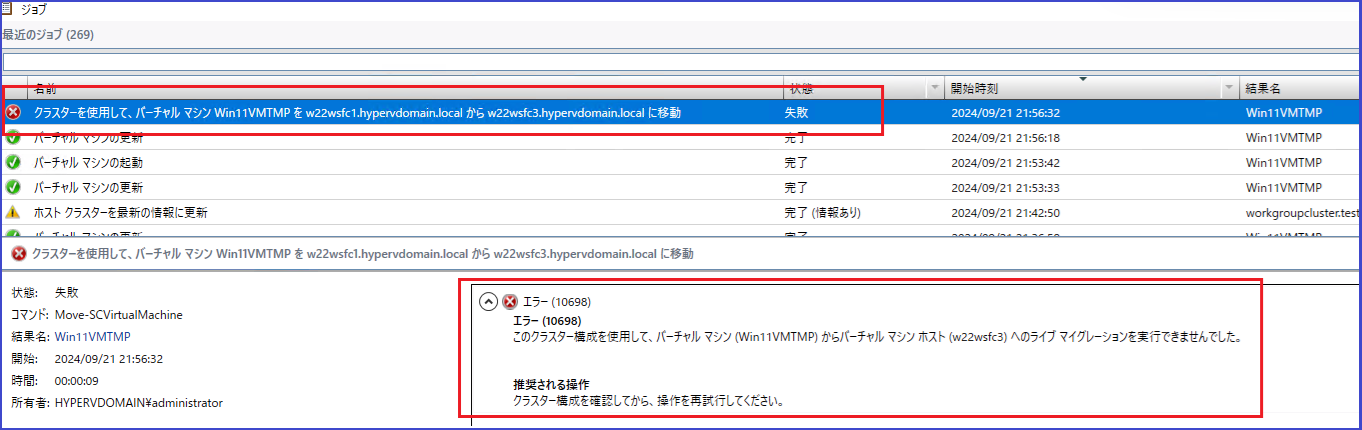 ジョブ
最近のジョブ (269)
名前 状態 開始時刻 結果名
クラスターを使用して、バーチャル マシン Win11VMTMP を w22wsfc1.hypervdomain.local から w22wsfc3.hypervdomain.local に移動 失敗 2024/09/21 21:56:32 Win11VMTMP
バーチャル マシンの更新 完了 2024/09/21 21:56:18 Win11VMTMP
バーチャル マシンの起動 完了 2024/09/21 21:53:42 Win11VMTMP
バーチャル マシンの更新 完了 2024/09/21 21:53:33 Win11VMTMP
ホスト クラスターを最新の情報に更新 完了 (情報あり) 2024/09/21 21:42:50 workgroupcluster.test
クラスターを使用して、バーチャル マシン Win11VMTMP を w22wsfc1.hypervdomain.local から w22wsfc3.hypervdomain.local に移動
状態: 失敗
コマンド: Move-SCVirtualMachine
結果名: Win11VMTMP
開始: 2024/09/21 21:56:32
時間: 00:00:09
所有者: HYPERVDOMAIN¥administrator
エラー (10698)
エラー (10698)
このクラスター構成を使用して、バーチャル マシン (Win11VMTMP) からバーチャル マシン ホスト (w22wsfc3) へのライブ マイグレーションを実行できませんでした。
推奨される操作
クラスター構成を確認してから、操作を再試行してください。